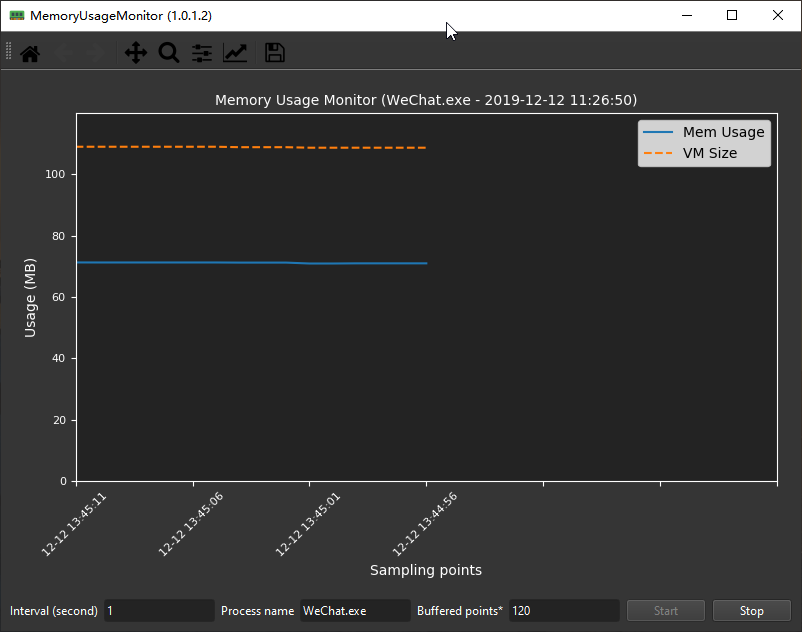 MemoryUsageMonitor (1.0.1.2)
Memory Usage Monitor (WeChat.exe - 2019-12-12 11:26:50)
Mem Usage
VM Size
Usage (MB)
100
80
60
40
20
0
12-12 13:45:11
12-12 13:45:06
12-12 13:45:01
12-12 13:44:56
Sampling points
Interval (second) 1 Process name WeChat.exe Buffered points* 120 Start Stop